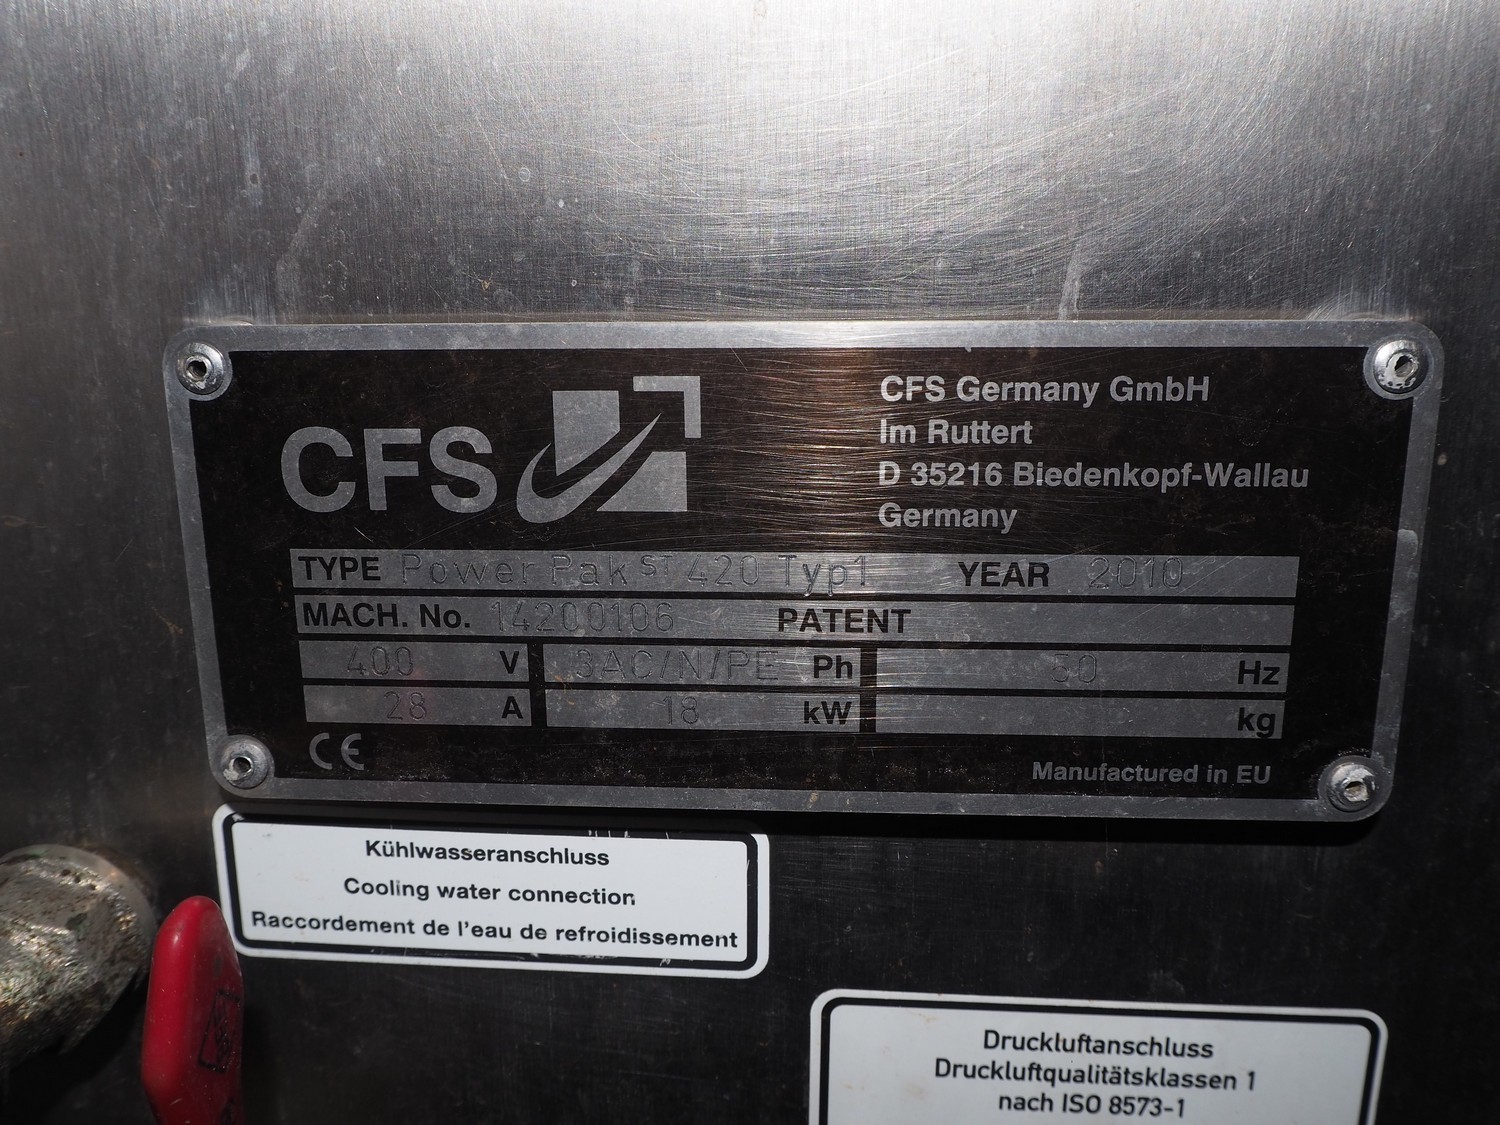 CFS
CFS Germany GmbH
Im Ruttert
D 35216 Biedenkopf-Wallau
Germany
TYPE Power Pak ST 420 Typ1 YEAR 2010
MACH. No. 14200106 PATENT
400 V 3AC/N/PE Ph 50 Hz
28 A 18 kW kg
CE
Manufactured in EU
Kühlwasseranschluss
Cooling water connection
Raccordement de l'eau de refroidissement
Druckluftanschluss
Druckluftqualitätsklassen 1
nach ISO 8573-1